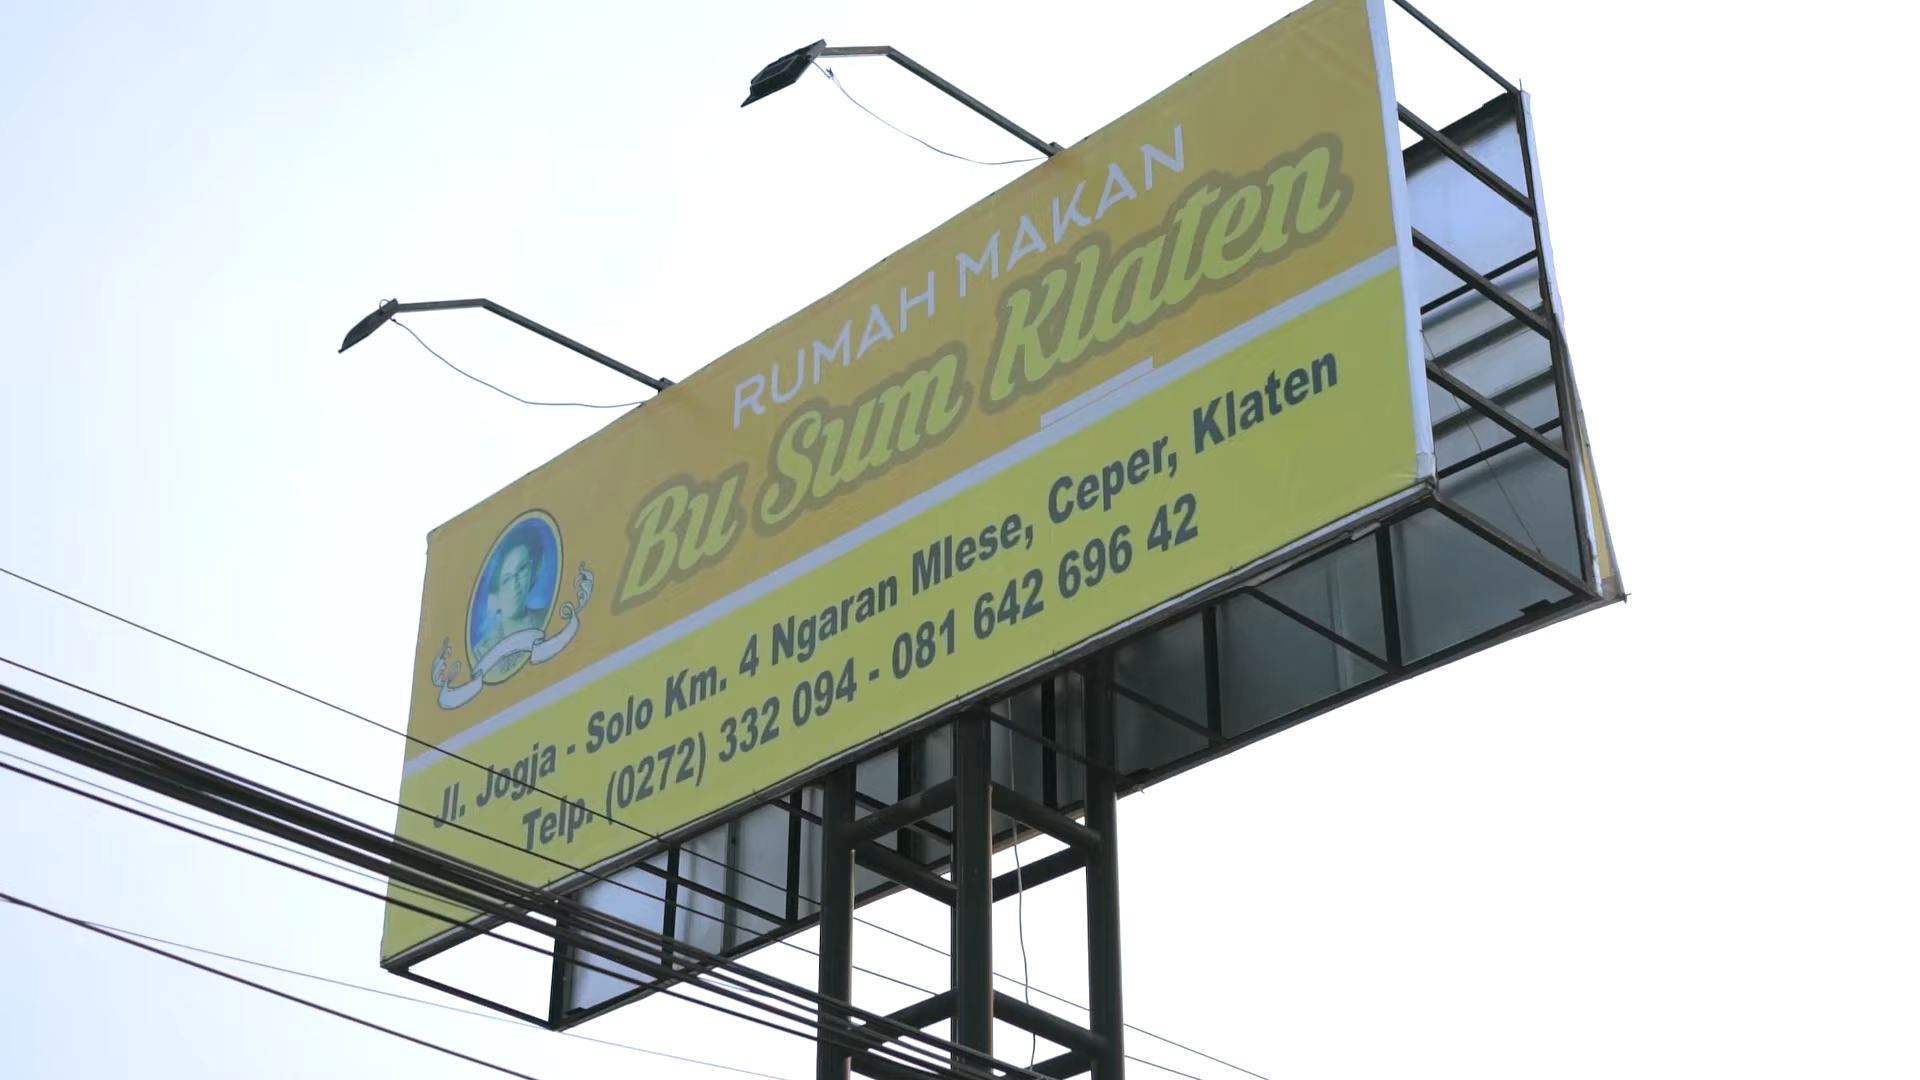 RUMAH MAKAN
Bu Sum Klaten
Jl. Jogja - Solo Km. 4 Ngaran Mlese, Ceper, Klaten
Telp. (0272) 332 094 - 081 642 696 42